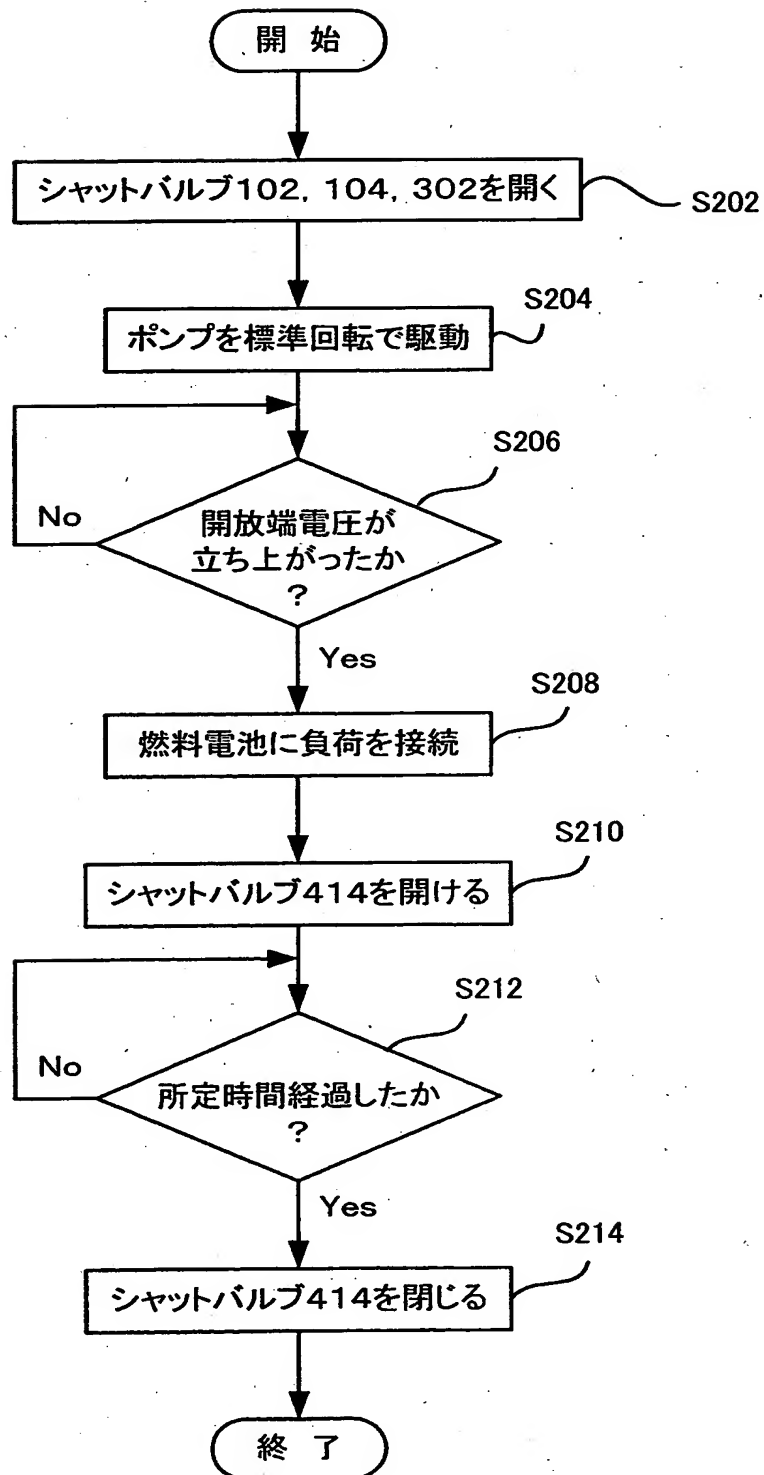 開 始
シャットバルブ102, 104, 302を開く
S202
S204
ポンプを標準回転で駆動
S206
No
開放端電圧が
立ち上がったか
?
Yes
S208
燃料電池に負荷を接続
S210
シャットバルブ414を開ける
S212
No
所定時間経過したか
?
Yes
S214
シャットバルブ414を閉じる
終 了